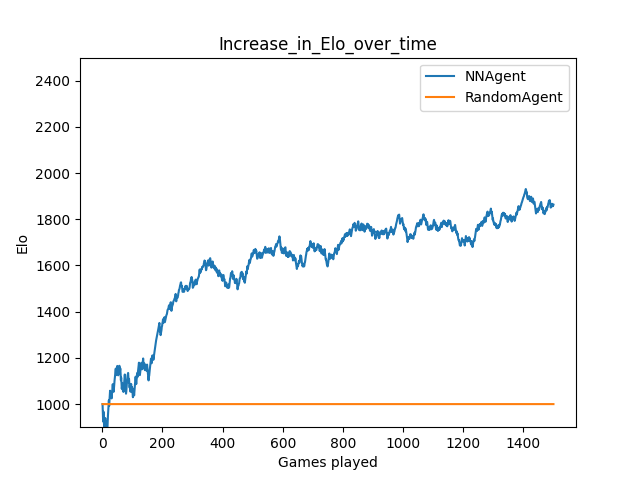 Increase_in_Elo_over_time
NNAgent
RandomAgent
2400
2200
2000
1800
1600
1400
1200
1000
Elo
0 200 400 600 800 1000 1200 1400
Games played